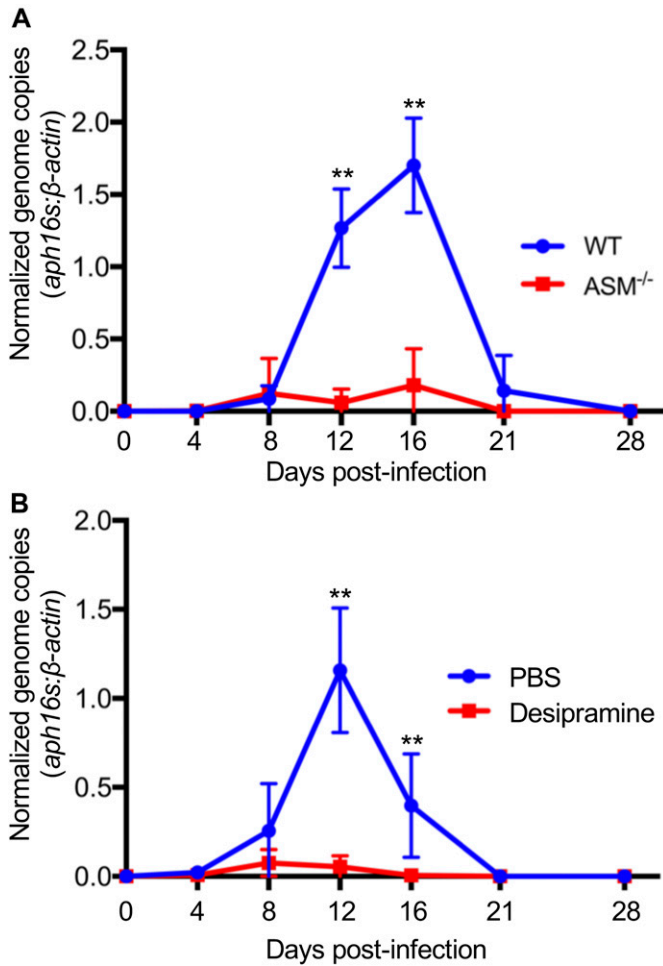 A
Normalized genome copies
(aph16s:β-actin)
2.5
2.0
1.5
1.0
0.5
0.0
**
**
WT
ASM-/-
0 4 8 12 16 21 28
Days post-infection
B
Normalized genome copies
(aph16s:β-actin)
2.0
1.5
1.0
0.5
0.0
**
**
PBS
Desipramine
0 4 8 12 16 21 28
Days post-infection